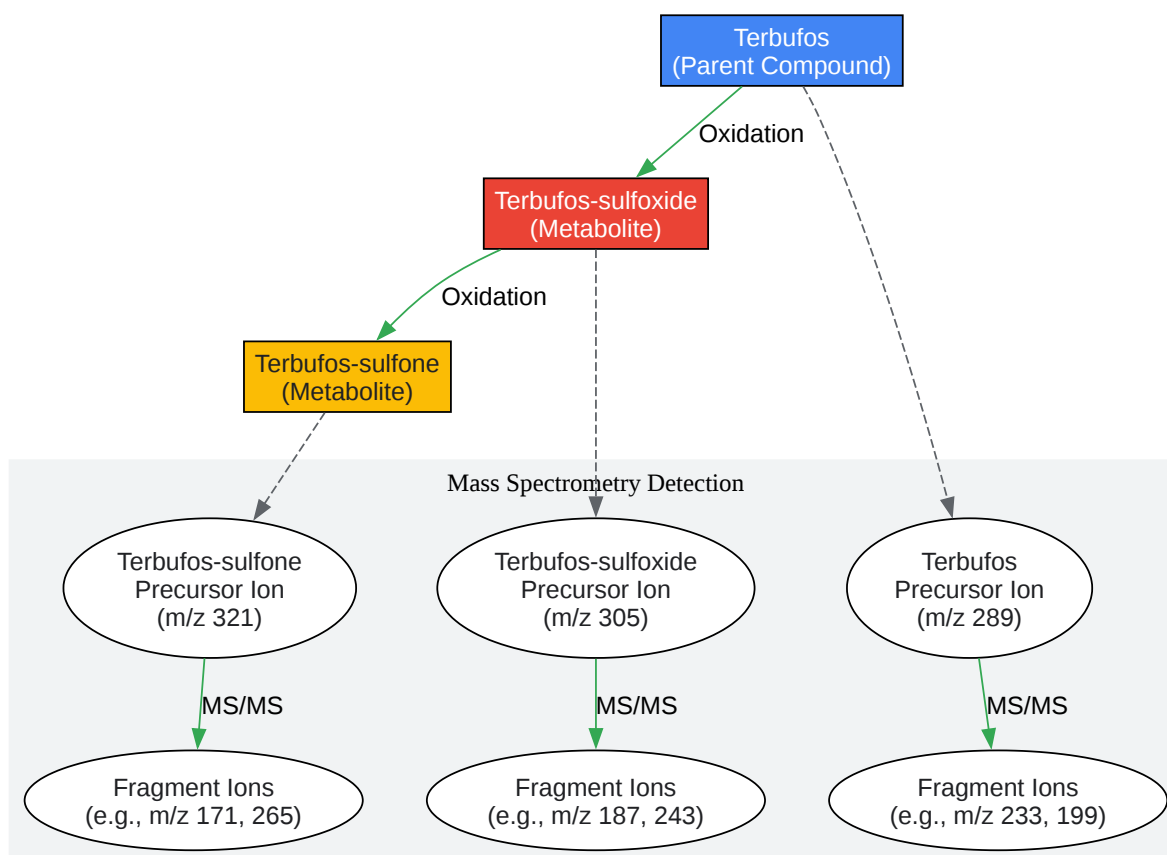 Terbufos
(Parent Compound)
Oxidation
Terbufos-sulfoxide
(Metabolite)
Oxidation
Terbufos-sulfone
(Metabolite)
Mass Spectrometry Detection
Terbufos-sulfone
Precursor Ion
(m/z 321)
Terbufos-sulfoxide
Precursor Ion
(m/z 305)
Terbufos
Precursor Ion
(m/z 289)
MS/MS
MS/MS
MS/MS
Fragment Ions
(e.g., m/z 171, 265)
Fragment Ions
(e.g., m/z 187, 243)
Fragment Ions
(e.g., m/z 233, 199)